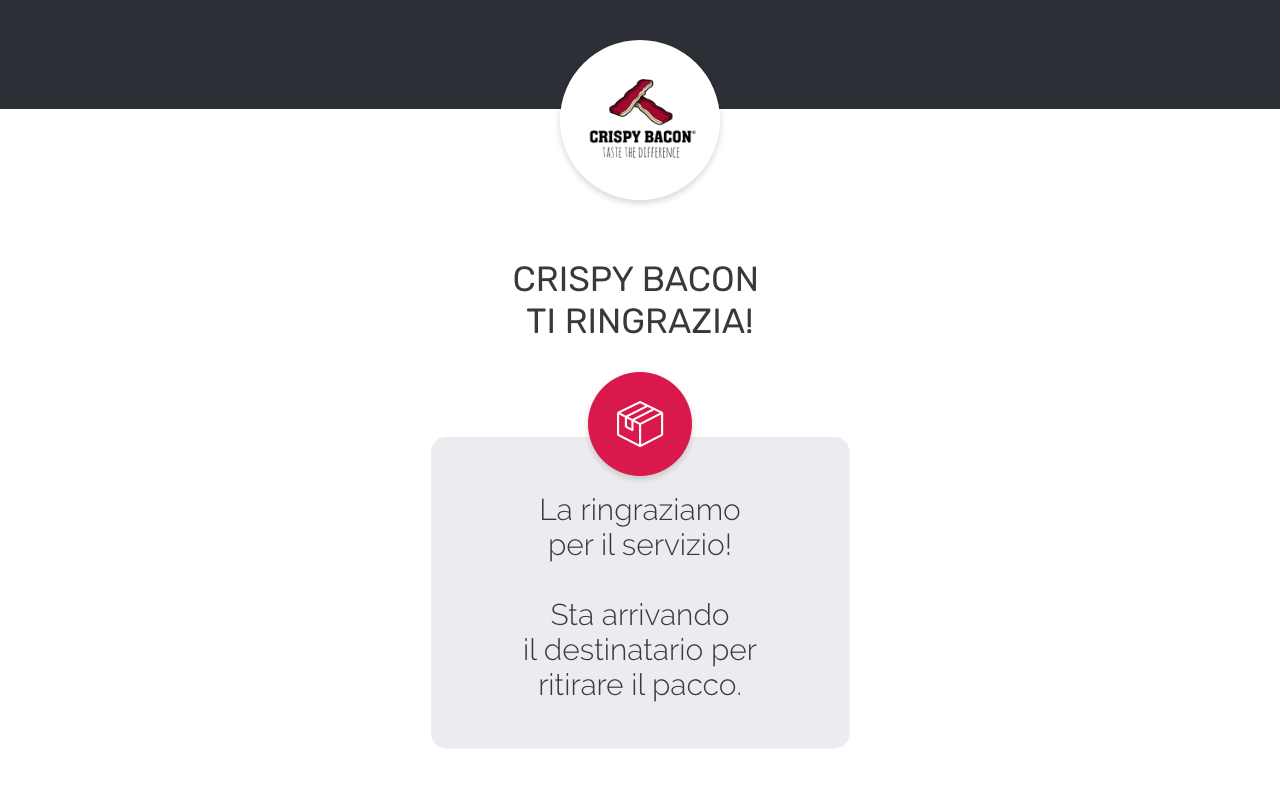 CRISPY BACON®
TASTE THE DIFFERENCE
CRISPY BACON
TI RINGRAZIA!
La ringraziamo
per il servizio!
Sta arrivando
il destinatario per
ritirare il pacco.